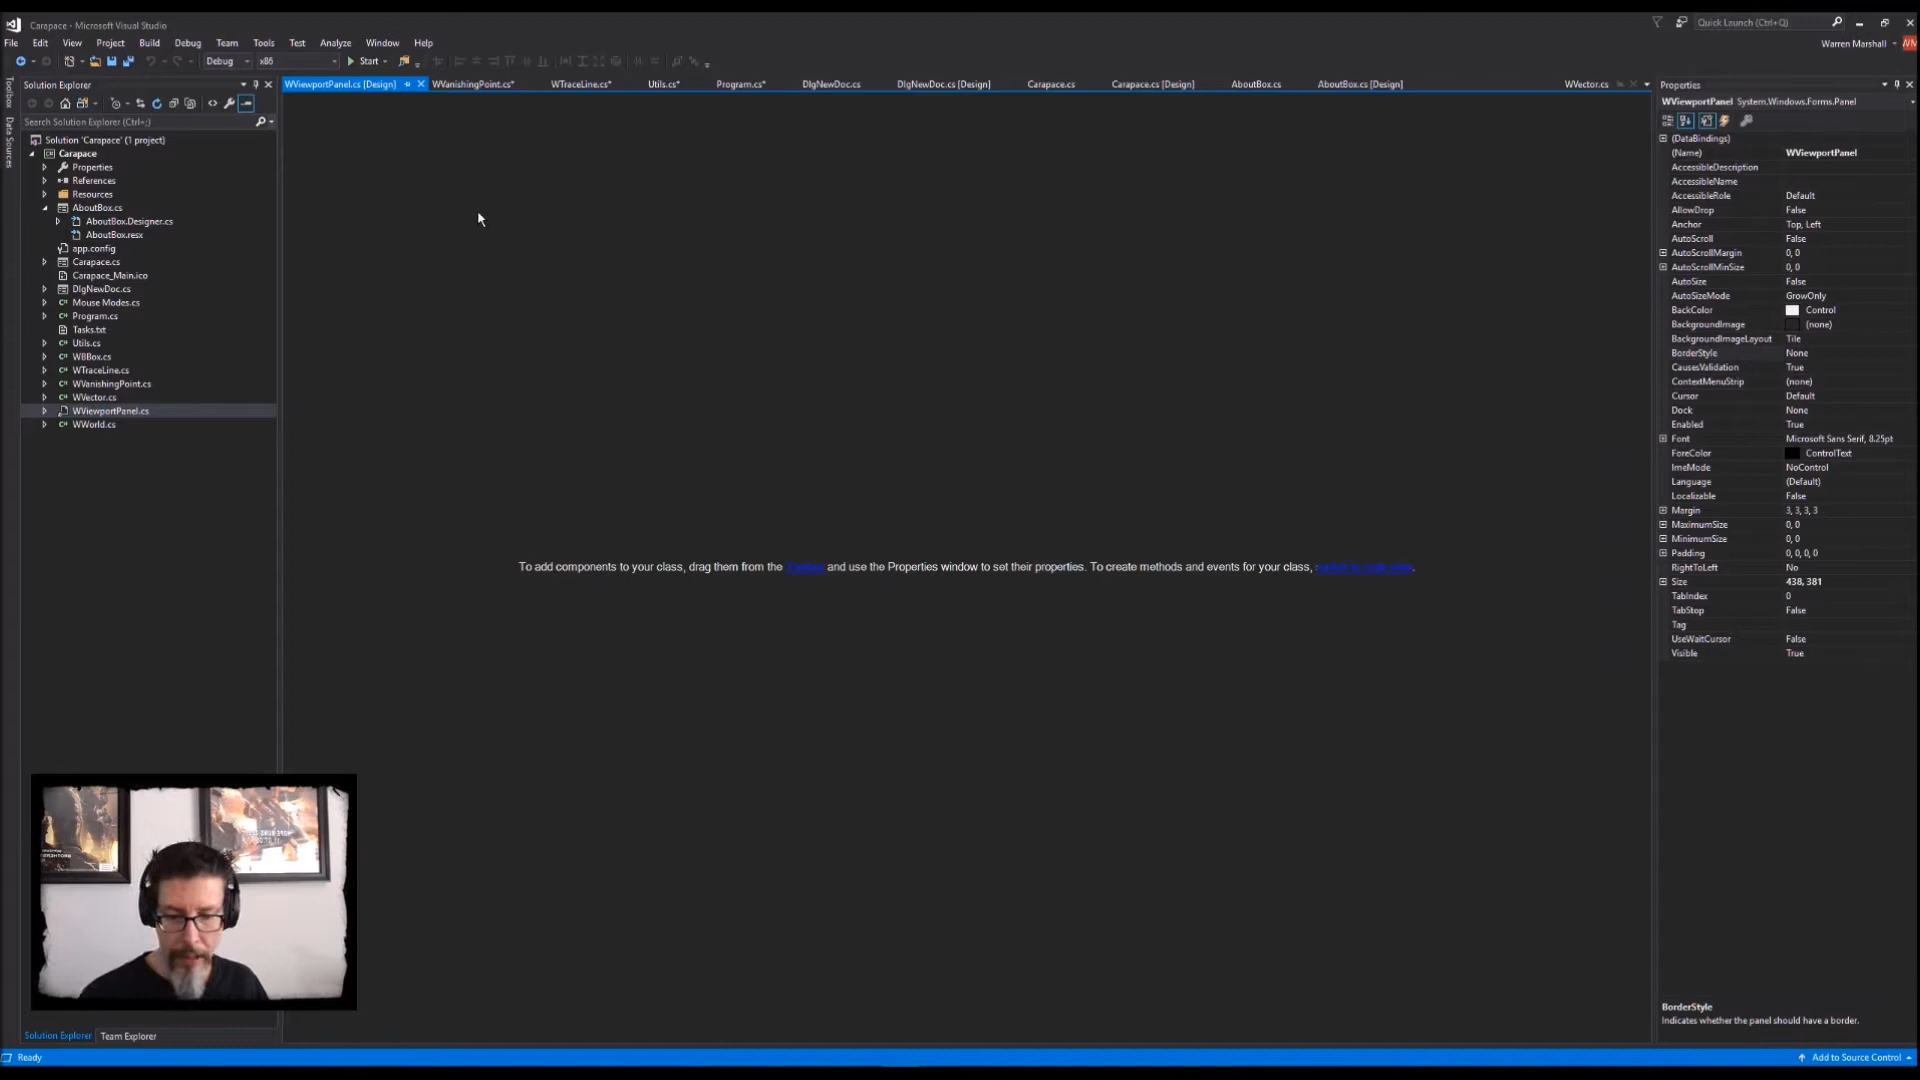 Carapace - Microsoft Visual Studio
Quick Launch (Ctrl+Q)
File Edit View Project Build Debug Team Tools Test Analyze Window Help
Warren Marshall
Debug x86 Start
Toolbox
Data Sources
Solution Explorer
Search Solution Explorer (Ctrl+;)
Solution 'Carapace' (1 project)
Carapace
Properties
References
Resources
AboutBox.cs
AboutBox.Designer.cs
AboutBox.resx
app.config
Carapace.cs
Carapace_Main.ico
DlgNewDoc.cs
Mouse Modes.cs
Program.cs
Tasks.txt
Utils.cs
WBBox.cs
WTraceLine.cs
WVanishingPoint.cs
WVector.cs
WViewportPanel.cs
WWorld.cs
Solution Explorer Team Explorer
WViewportPanel.cs [Design] WVanishingPoint.cs* WTraceLine.cs* Utils.cs* Program.cs* DlgNewDoc.cs DlgNewDoc.cs [Design] Carapace.cs Carapace.cs [Design] AboutBox.cs AboutBox.cs [Design] WVector.cs
To add components to your class, drag them from the Toolbox and use the Properties window to set their properties. To create methods and events for your class, switch to code view.
Properties
WViewportPanel System.Windows.Forms.Panel
(DataBindings)
(Name) WViewportPanel
AccessibleDescription
AccessibleName
AccessibleRole Default
AllowDrop False
Anchor Top, Left
AutoScroll False
AutoScrollMargin 0, 0
AutoScrollMinSize 0, 0
AutoSize False
AutoSizeMode GrowOnly
BackColor Control
BackgroundImage (none)
BackgroundImageLayout Tile
BorderStyle None
CausesValidation True
ContextMenuStrip (none)
Cursor Default
Dock None
Enabled True
Font Microsoft Sans Serif, 8.25pt
ForeColor ControlText
ImeMode NoControl
Language (Default)
Localizable False
Margin 3, 3, 3, 3
MaximumSize 0, 0
MinimumSize 0, 0
Padding 0, 0, 0, 0
RightToLeft No
Size 438, 381
TabIndex 0
TabStop False
Tag
UseWaitCursor False
Visible True
BorderStyle
Indicates whether the panel should have a border.
Ready
Add to Source Control